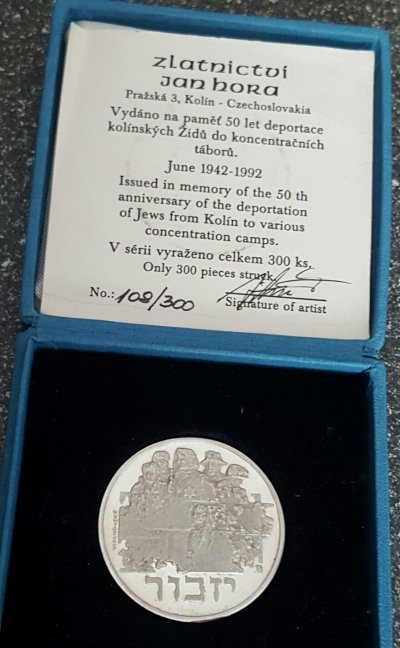 zlatnictví
jan hora
Pražská 3, Kolín - Czechoslovakia
Vydáno na paměť 50 let deportace
kolínských Židů do koncentračních
táborů.
June 1942-1992
Issued in memory of the 50 th
anniversary of the deportation
of Jews from Kolín to various
concentration camps.
V sérii vyraženo celkem 300 ks.
Only 300 pieces struck
No.: 108/300
Signature of artist
יזכור